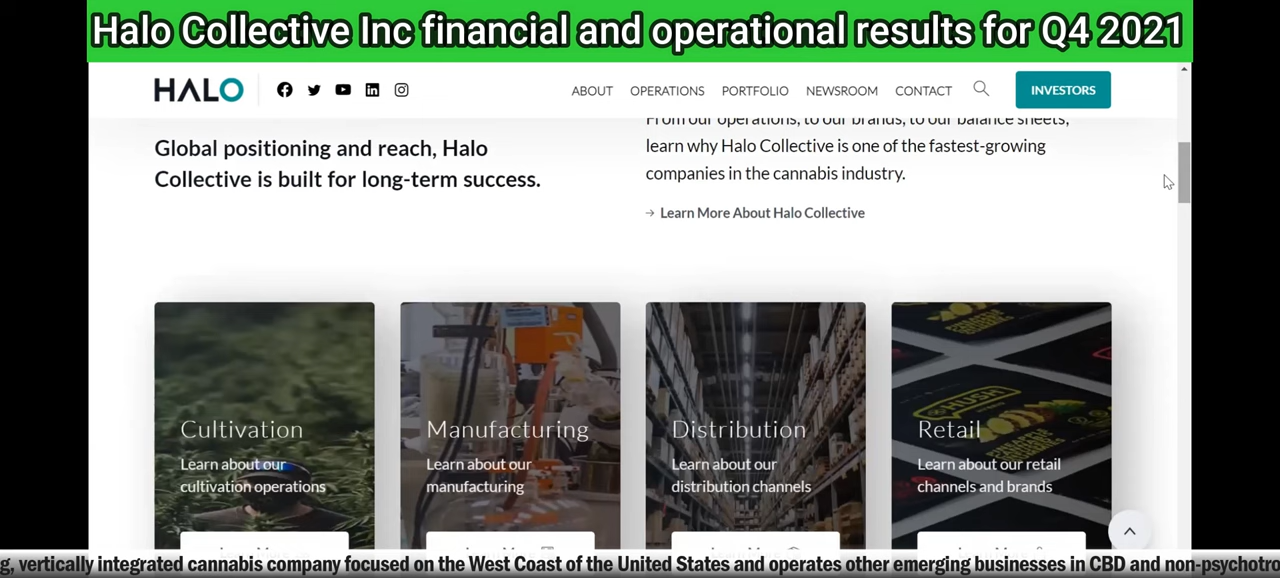 Halo Collective Inc financial and operational results for Q4 2021
HALO
ABOUT OPERATIONS PORTFOLIO NEWSROOM CONTACT INVESTORS
Global positioning and reach, Halo
Collective is built for long-term success.
From our operations, to our brands, to our balance sheets,
learn why Halo Collective is one of the fastest-growing
companies in the cannabis industry.
→ Learn More About Halo Collective
Cultivation
Learn about our
cultivation operations
Manufacturing
Learn about our
manufacturing
Distribution
Learn about our
distribution channels
HUSH
Retail
Learn about our retail
channels and brands
g, vertically integrated cannabis company focused on the West Coast of the United States and operates other emerging businesses in CBD and non-psychotro